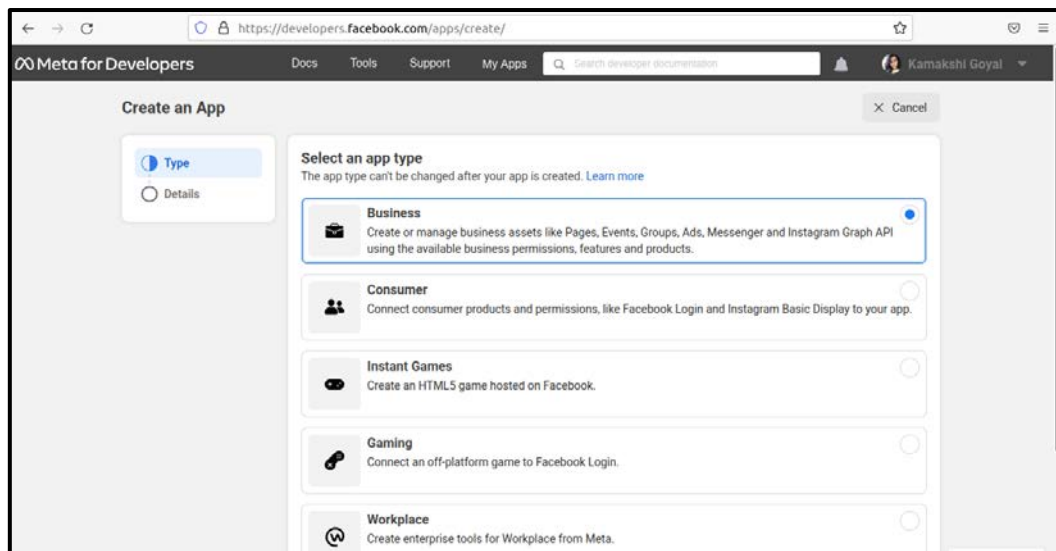 https://developers.facebook.com/apps/create/
Meta for Developers
Docs
Tools
Support
My Apps
Search developer documentation
Kamakshi Goyal
Create an App
Cancel
Type
Details
Select an app type
The app type can't be changed after your app is created. Learn more
Business
Create or manage business assets like Pages, Events, Groups, Ads, Messenger and Instagram Graph API
using the available business permissions, features and products.
Consumer
Connect consumer products and permissions, like Facebook Login and Instagram Basic Display to your app.
Instant Games
Create an HTML5 game hosted on Facebook.
Gaming
Connect an off-platform game to Facebook Login.
Workplace
Create enterprise tools for Workplace from Meta.